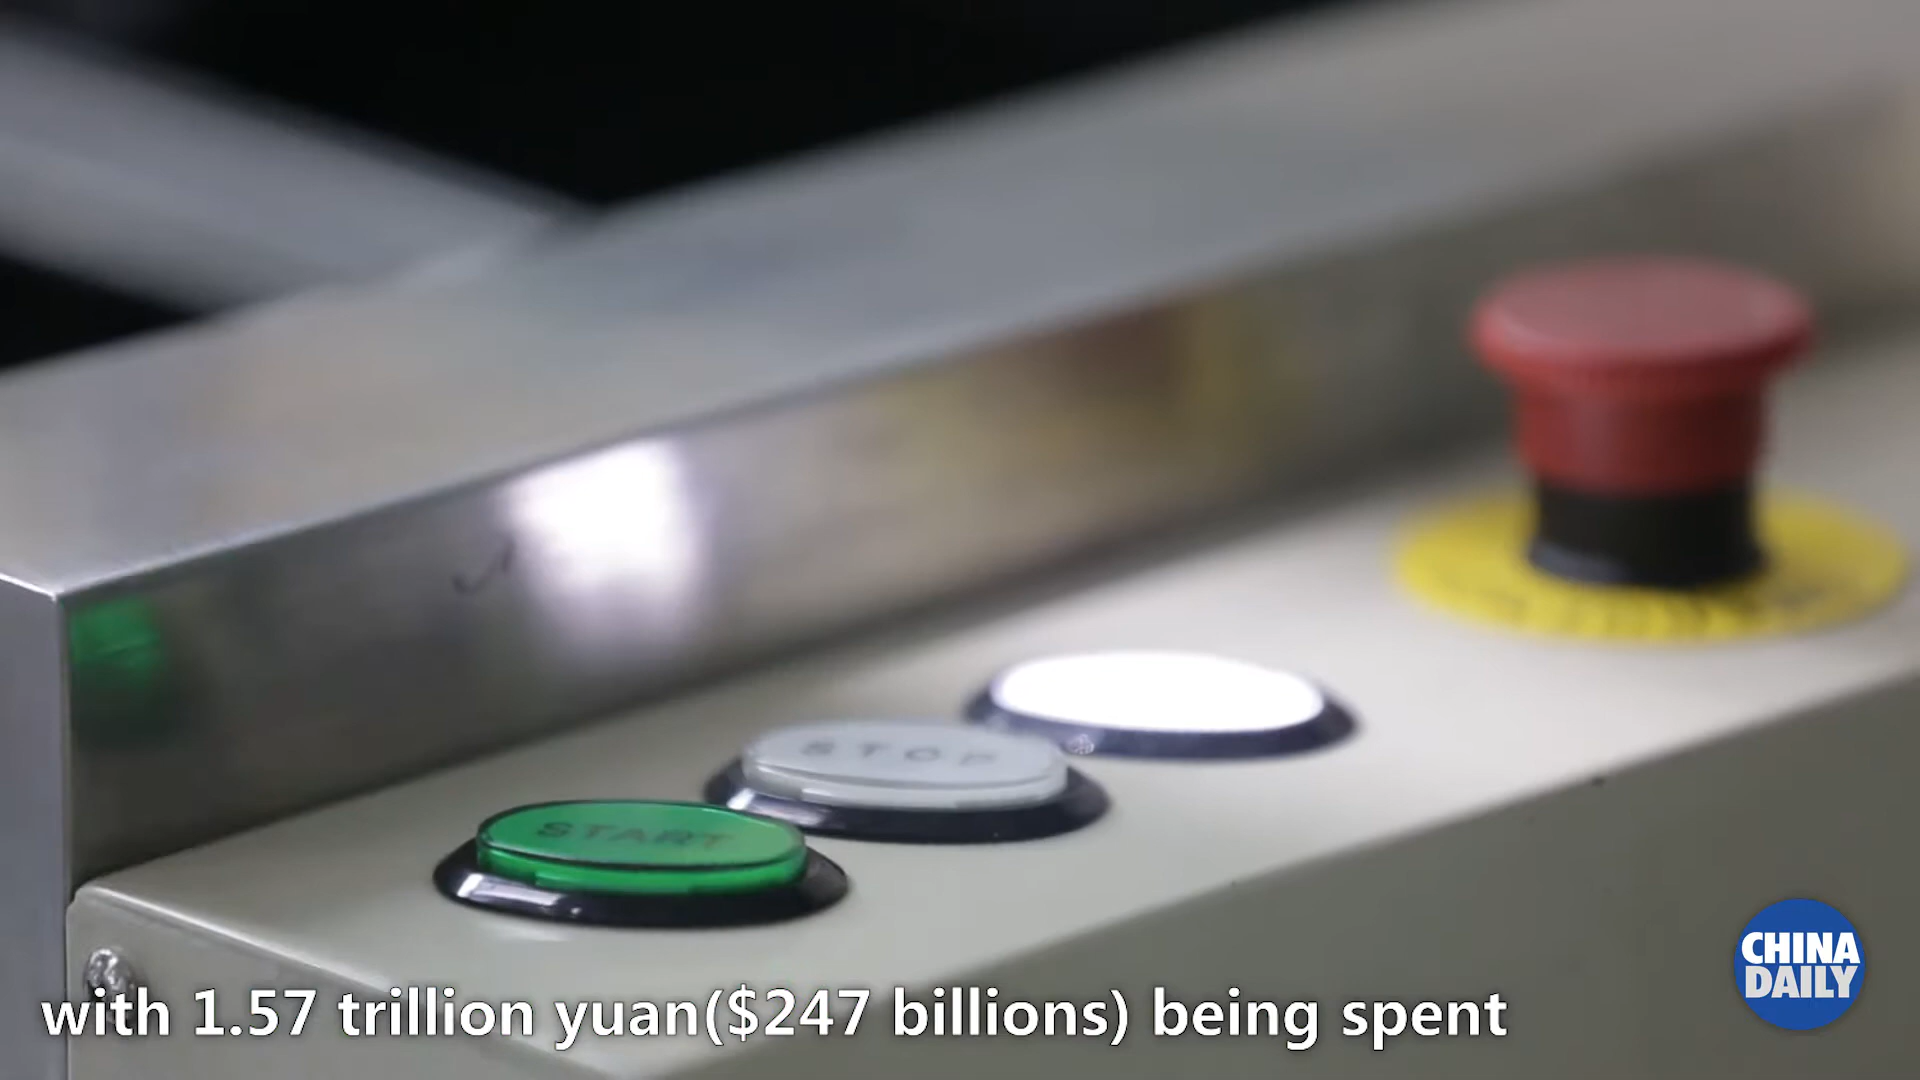 STOP
START
CHINA
DAILY
with 1.57 trillion yuan($247 billions) being spent